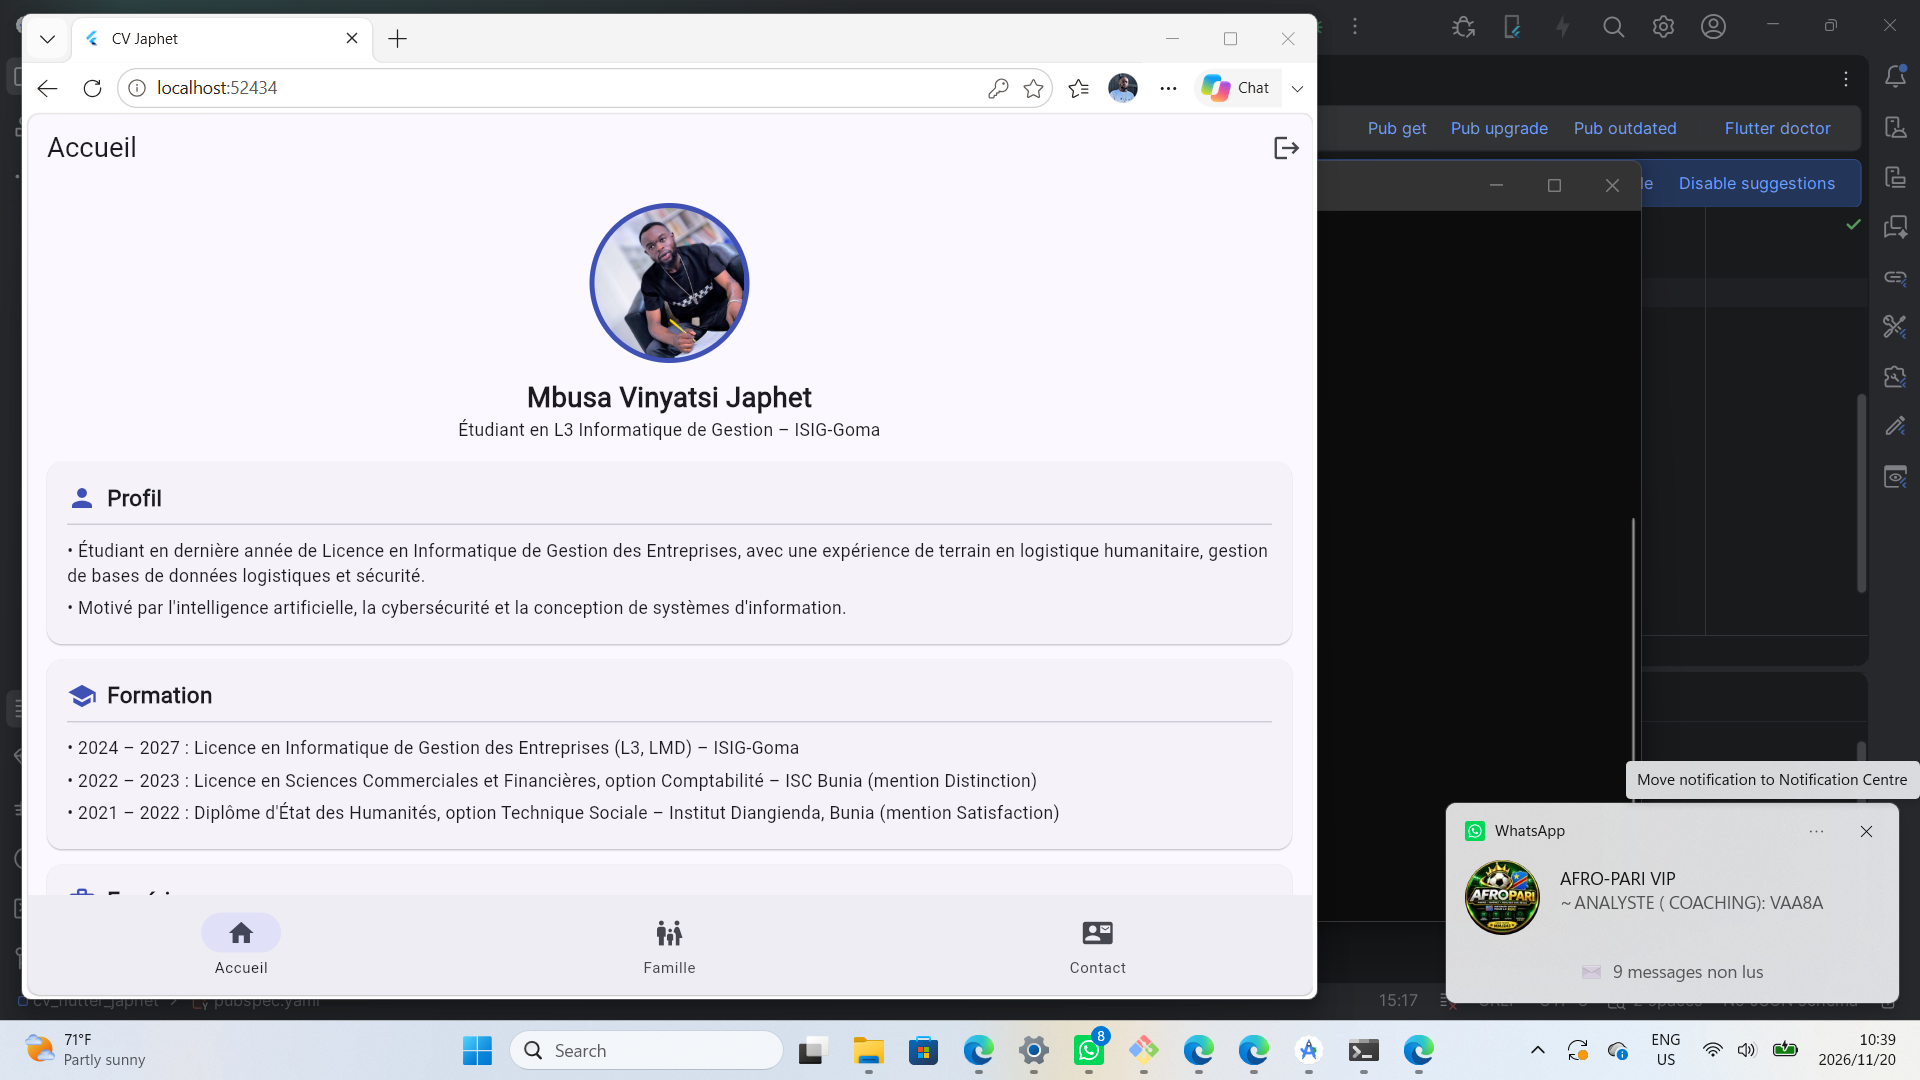 CV Japhet
localhost:52434
Chat
Accueil
Mbusa Vinyatsi Japhet
Étudiant en L3 Informatique de Gestion – ISIG-Goma
Profil
• Étudiant en dernière année de Licence en Informatique de Gestion des Entreprises, avec une expérience de terrain en logistique humanitaire, gestion
de bases de données logistiques et sécurité.
• Motivé par l'intelligence artificielle, la cybersécurité et la conception de systèmes d'information.
Formation
• 2024 – 2027 : Licence en Informatique de Gestion des Entreprises (L3, LMD) – ISIG-Goma
• 2022 – 2023 : Licence en Sciences Commerciales et Financières, option Comptabilité – ISC Bunia (mention Distinction)
• 2021 – 2022 : Diplôme d'État des Humanités, option Technique Sociale – Institut Diangienda, Bunia (mention Satisfaction)
Accueil
Famille
Contact
Pub get
Pub upgrade
Pub outdated
Flutter doctor
Disable suggestions
Move notification to Notification Centre
WhatsApp
AFRO-PARI VIP
~ ANALYSTE ( COACHING): VAA8A
AFROPARI
9 messages non lus
15:17
71°F
Partly sunny
Search
8
ENG
US
10:39
2026/11/20